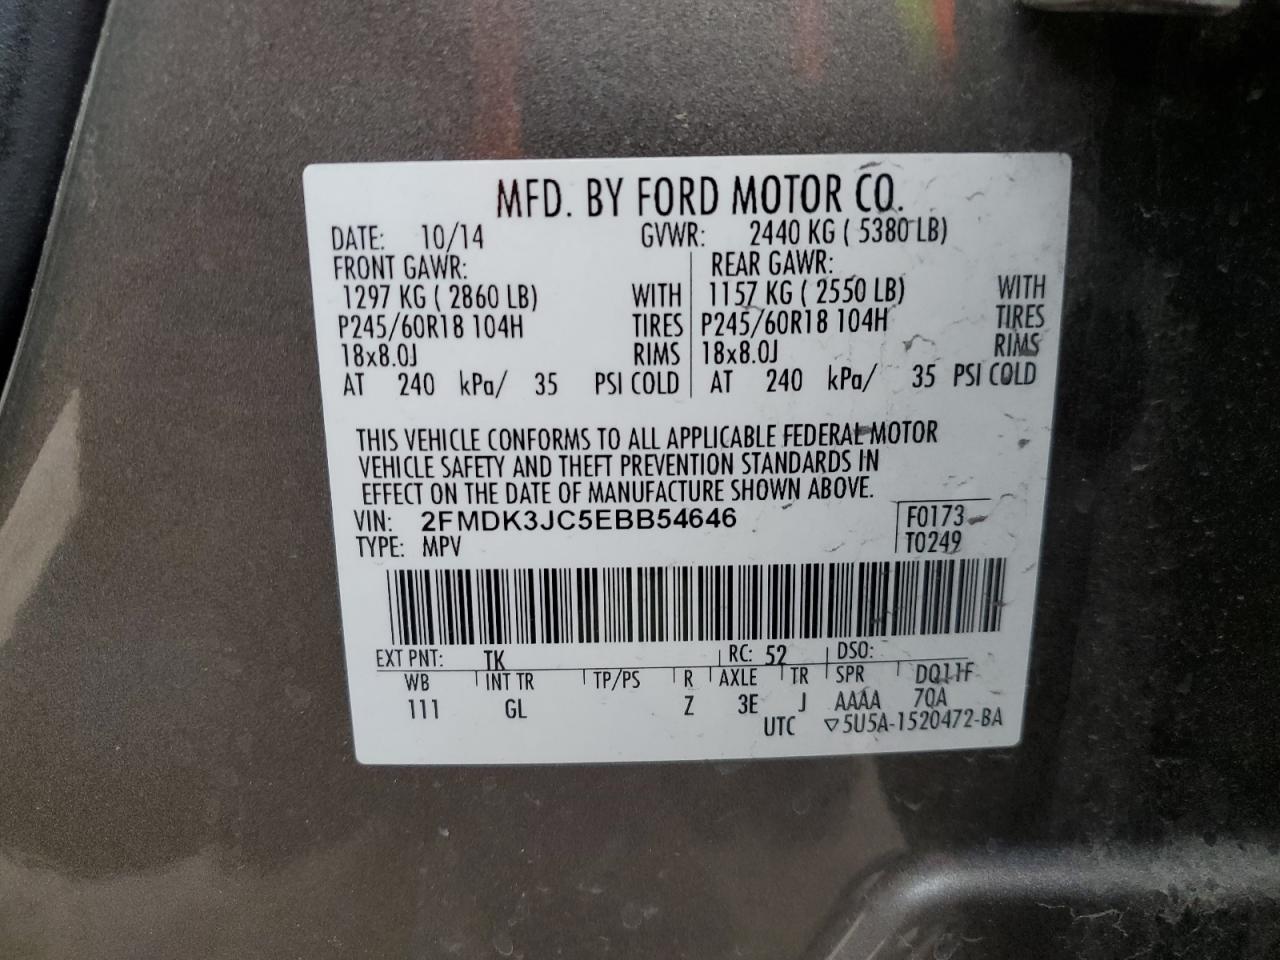 MFD. BY FORD MOTOR CO.
DATE: 10/14 GVWR: 2440 KG ( 5380 LB)
FRONT GAWR: REAR GAWR:
1297 KG ( 2860 LB) WITH 1157 KG ( 2550 LB) WITH
P245/60R18 104H TIRES P245/60R18 104H TIRES
18x8.0J RIMS 18x8.0J RIMS
AT 240 kPa/ 35 PSI COLD AT 240 kPa/ 35 PSI COLD
THIS VEHICLE CONFORMS TO ALL APPLICABLE FEDERAL MOTOR
VEHICLE SAFETY AND THEFT PREVENTION STANDARDS IN
EFFECT ON THE DATE OF MANUFACTURE SHOWN ABOVE.
VIN: 2FMDK3JC5EBB54646 F0173
TYPE: MPV T0249
EXT PNT: TK RC: 52 DSO:
WB INT TR TP/PS R AXLE TR SPR DQ11F
111 GL Z 3E J AAAA 7QA
UTC ▽5U5A-1520472-BA